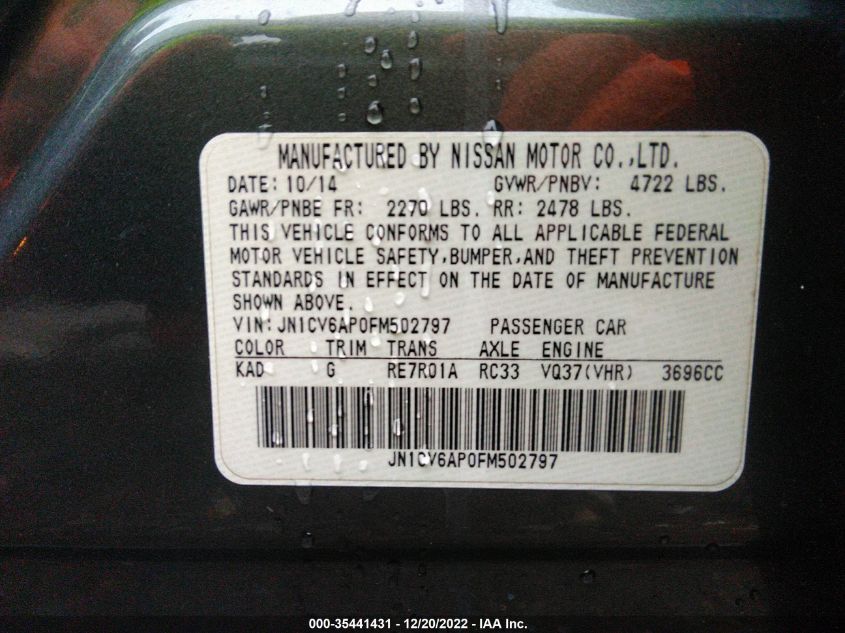 MANUFACTURED BY NISSAN MOTOR CO.,LTD.
DATE: 10/14 GVWR/PNBV: 4722 LBS.
GAWR/PNBE FR: 2270 LBS. RR: 2478 LBS.
THIS VEHICLE CONFORMS TO ALL APPLICABLE FEDERAL
MOTOR VEHICLE SAFETY,BUMPER,AND THEFT PREVENTION
STANDARDS IN EFFECT ON THE DATE OF MANUFACTURE
SHOWN ABOVE.
VIN: JN1CV6AP0FM502797 PASSENGER CAR
COLOR TRIM TRANS AXLE ENGINE
KAD G RE7R01A RC33 VQ37(VHR) 3696CC
JN1CV6AP0FM502797
000-35441431 - 12/20/2022 - IAA Inc.